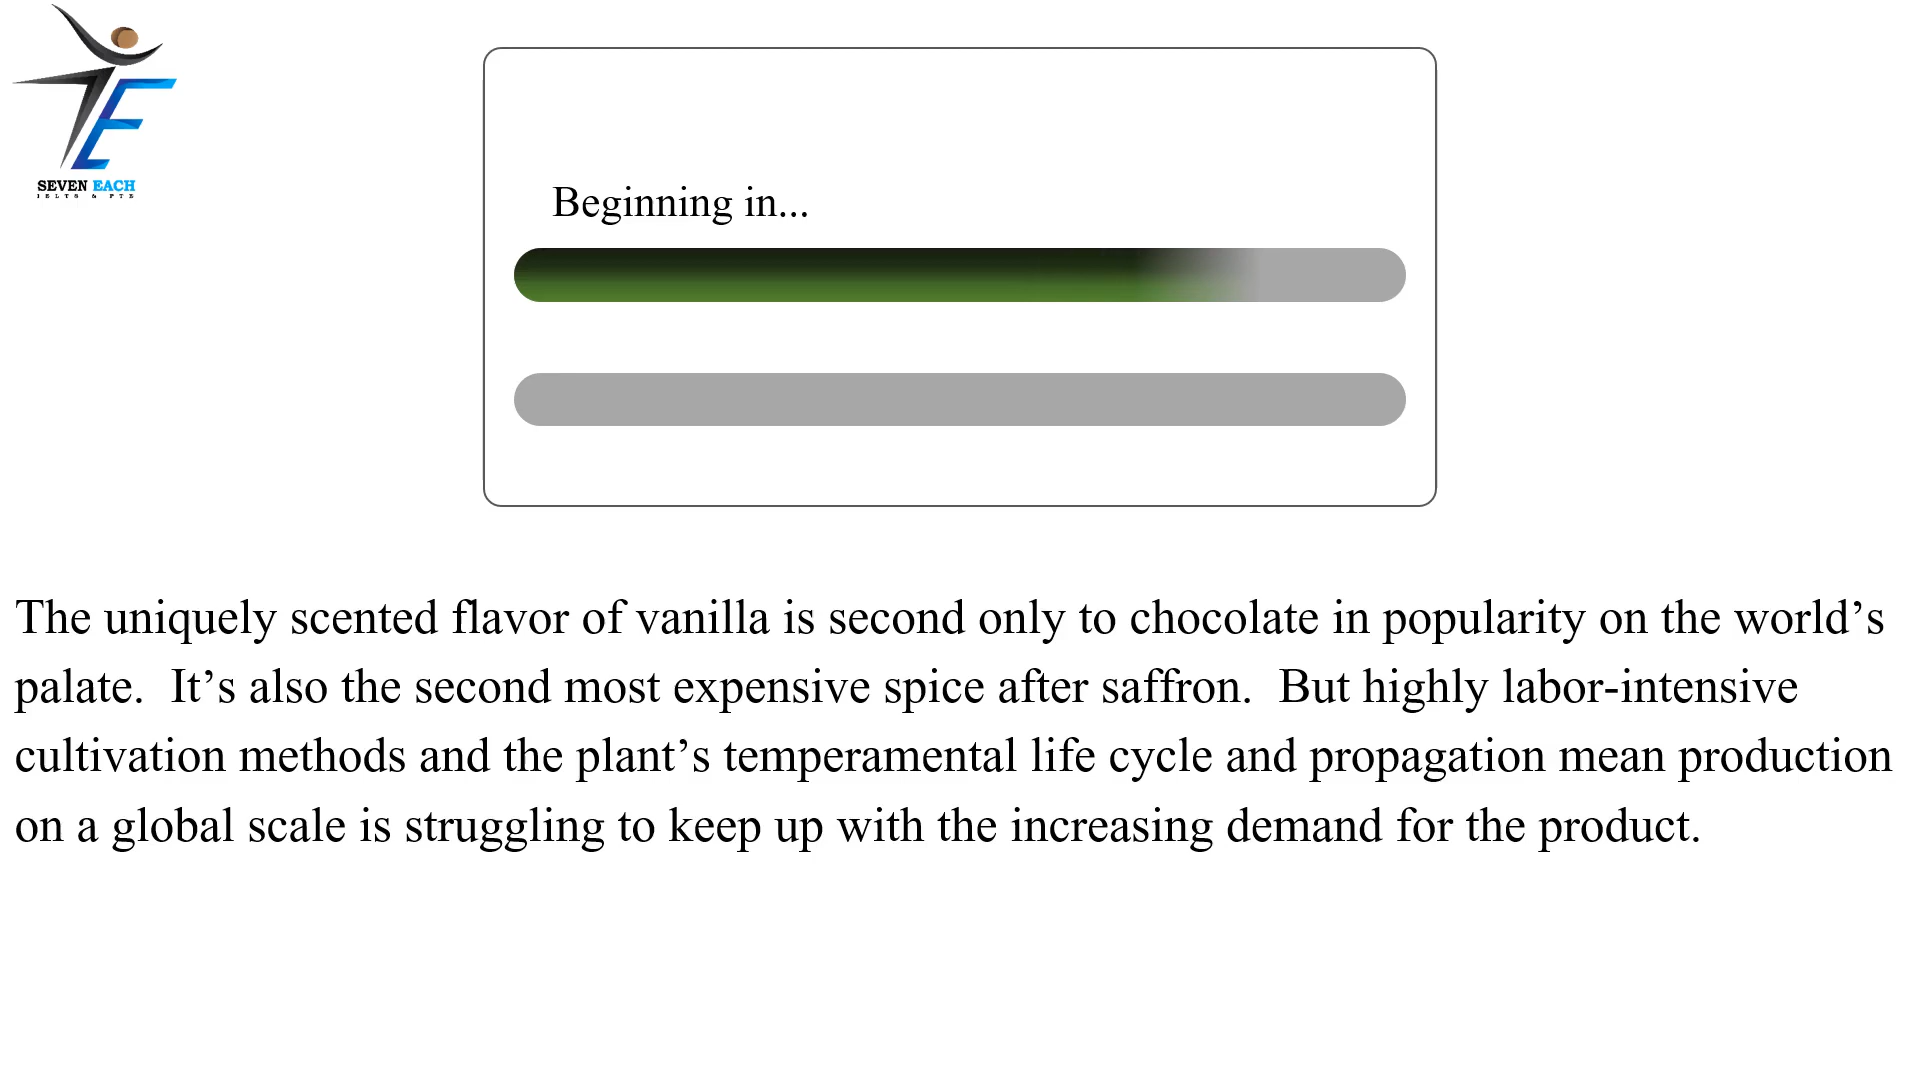 SEVEN EACH
IELTS & PTE
Beginning in...
The uniquely scented flavor of vanilla is second only to chocolate in popularity on the world’s
palate.  It’s also the second most expensive spice after saffron.  But highly labor-intensive
cultivation methods and the plant’s temperamental life cycle and propagation mean production
on a global scale is struggling to keep up with the increasing demand for the product.